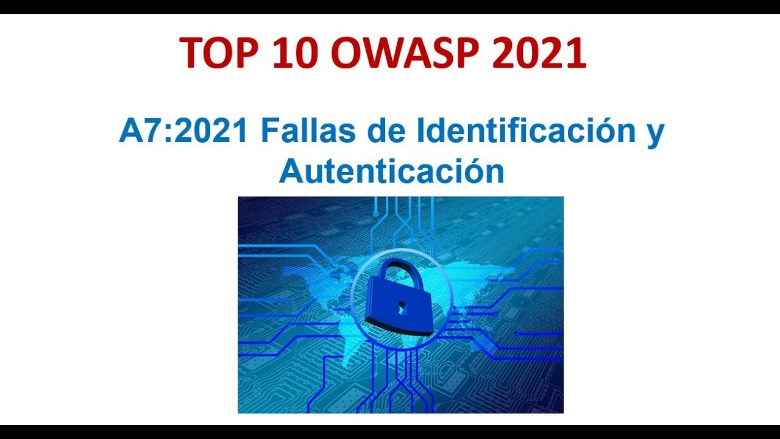 TOP 10 OWASP 2021
A7:2021 Fallas de Identificación y
Autenticación